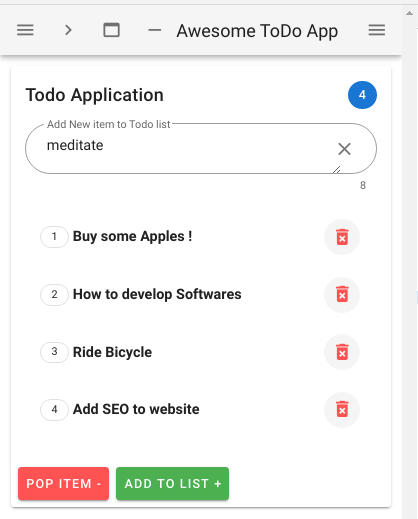 Awesome ToDo App
Todo Application
4
Add New item to Todo list
meditate
8
1 Buy some Apples !
2 How to develop Softwares
3 Ride Bicycle
4 Add SEO to website
POP ITEM -
ADD TO LIST +